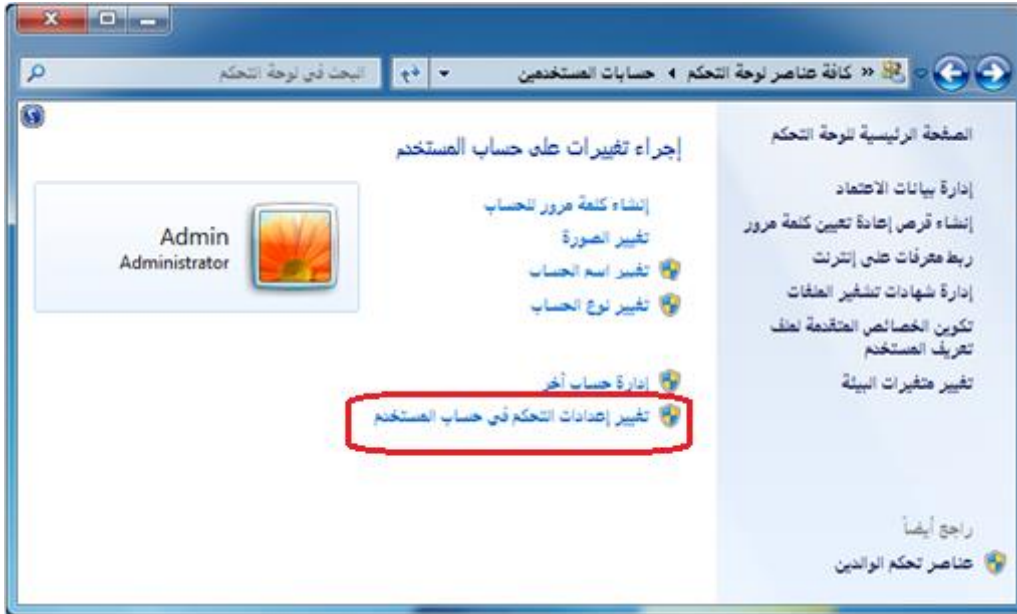 كافة عناصر لوحة التحكم
حسابات المستخدمين
البحث في لوحة التحكم
الصفحة الرئيسية للوحة التحكم
إدارة بيانات الاعتماد
إنشاء قرص إعادة تعيين كلمة مرور
ربط معرفات على إنترنت
إدارة شهادات تشفير الملفات
تكوين الخصائص المتقدمة لملف
تعريف المستخدم
تغيير متغيرات البيئة
راجع أيضاً
عناصر تحكم الوالدين
إجراء تغييرات على حساب المستخدم
إنشاء كلمة مرور للحساب
تغيير الصورة
تغيير اسم الحساب
تغيير نوع الحساب
إدارة حساب آخر
تغيير إعدادات التحكم في حساب المستخدم
Admin
Administrator